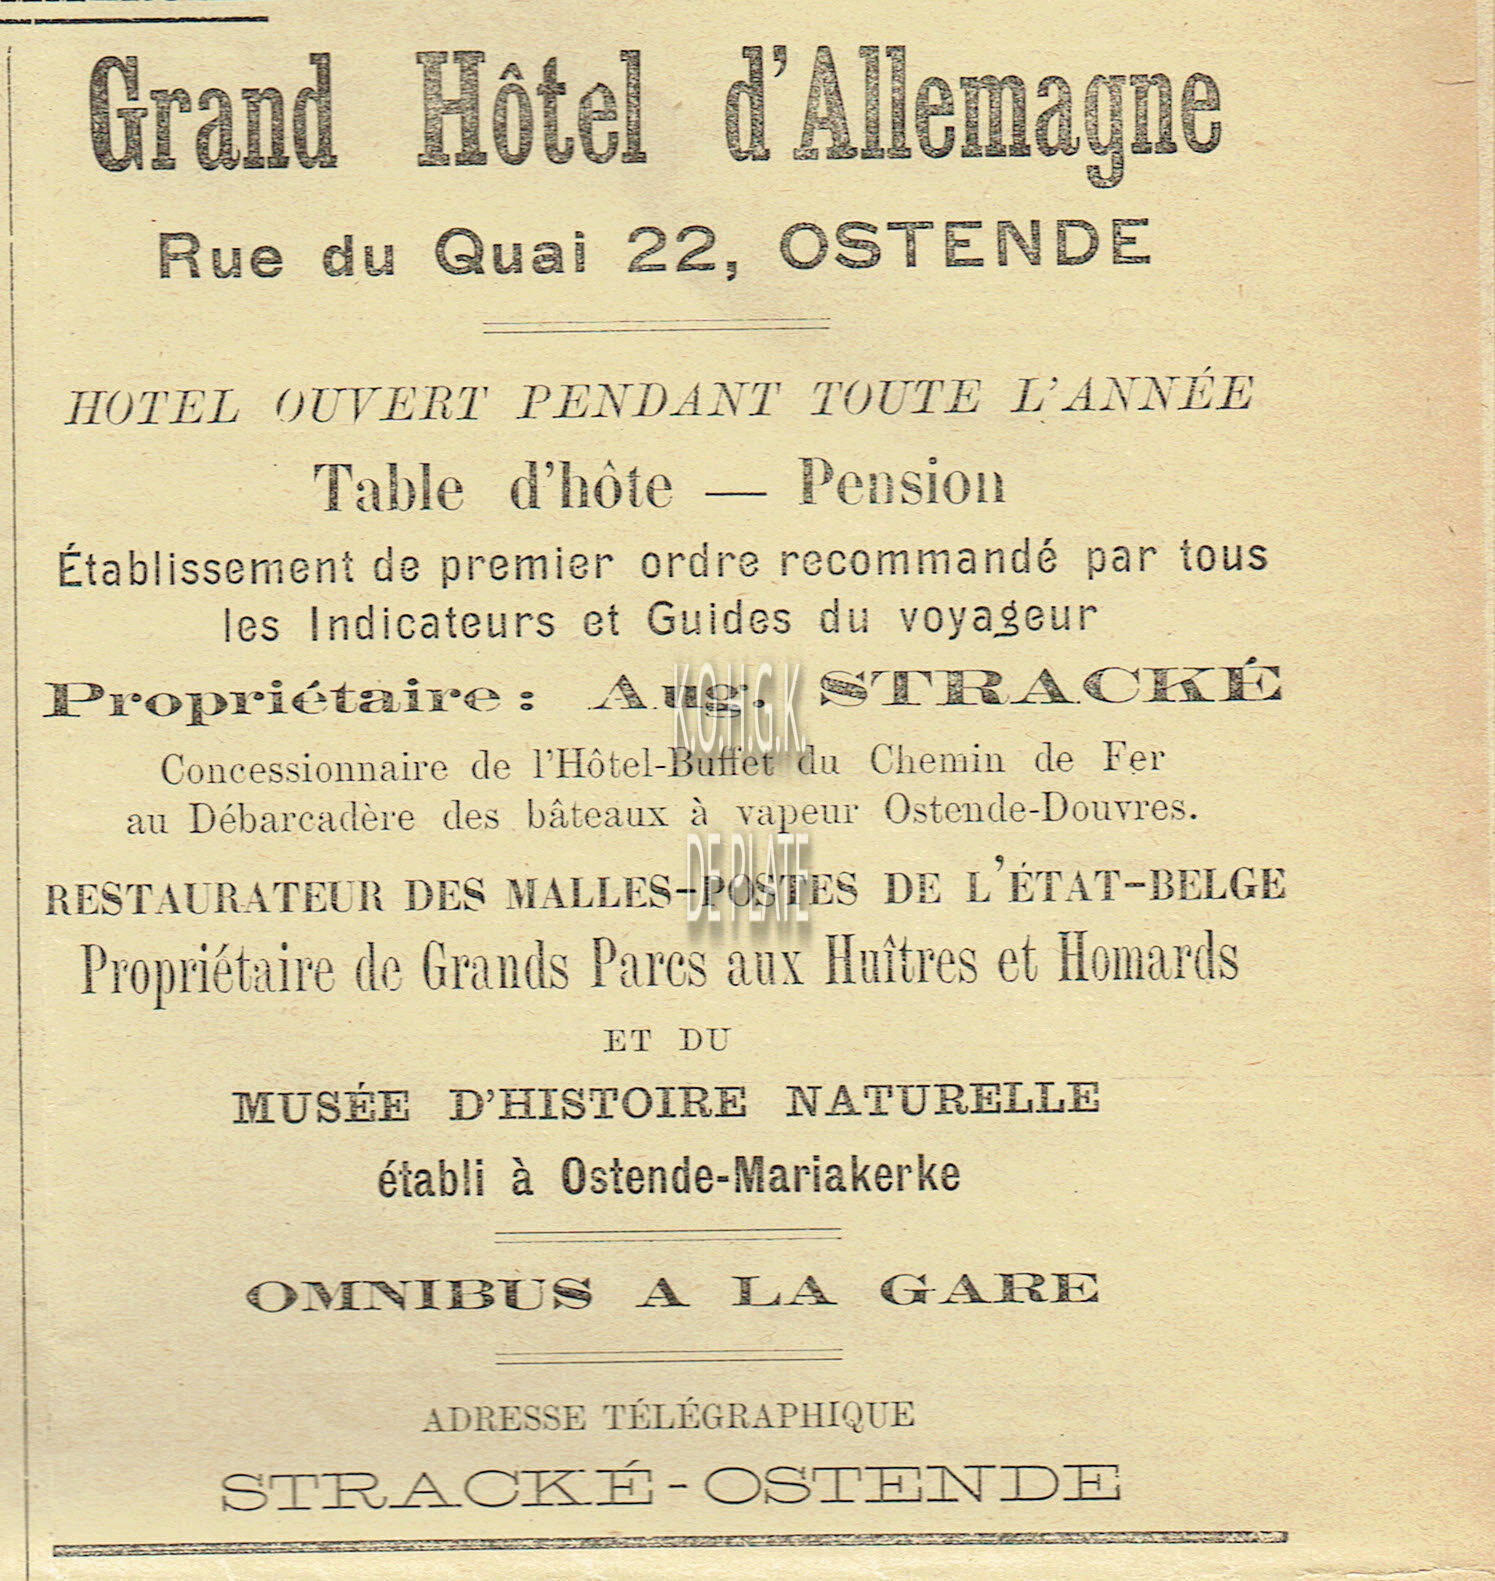 Grand Hôtel d'Allemagne
Rue du Quai 22, OSTENDE
HOTEL OUVERT PENDANT TOUTE L'ANNÉE
Table d'hôte — Pension
Établissement de premier ordre recommandé par tous
les Indicateurs et Guides du voyageur
Propriétaire : Aug. STRACKÉ
K.O.H.G.K.
Concessionnaire de l'Hôtel-Buffet du Chemin de Fer
au Débarcadère des bâteaux à vapeur Ostende-Douvres.
DE PLATE
RESTAURATEUR DES MALLES-POSTES DE L'ÉTAT-BELGE
Propriétaire de Grands Parcs aux Huîtres et Homards
ET DU
MUSÉE D'HISTOIRE NATURELLE
établi à Ostende-Mariakerke
OMNIBUS A LA GARE
ADRESSE TÉLÉGRAPHIQUE
STRACKÉ-OSTENDE